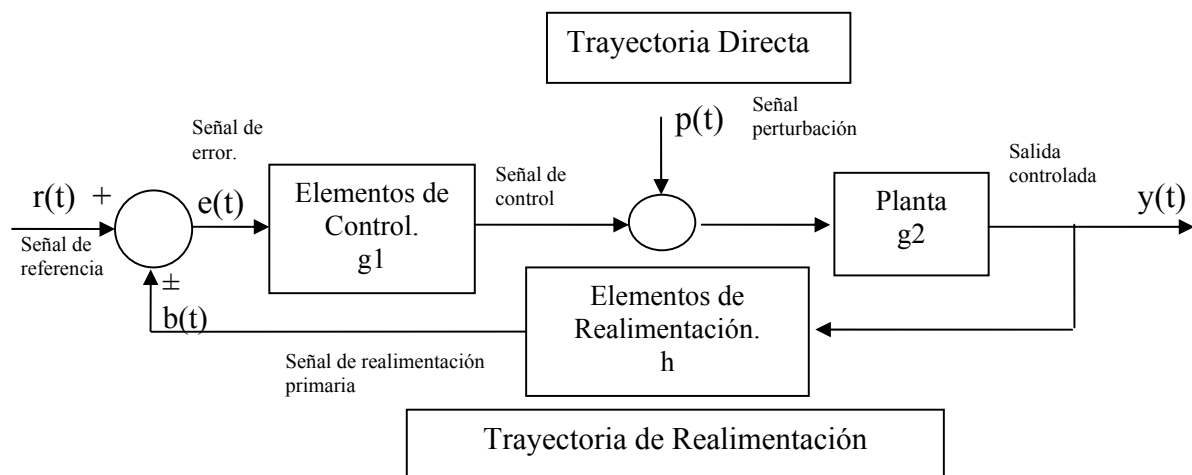 Trayectoria Directa
Señal de
error.
p(t)
Señal
perturbación
r(t) +
e(t)
Elementos de
Control.
g1
Señal de
control
Planta
g2
Salida
controlada
y(t)
Señal de
referencia
±
b(t)
Elementos de
Realimentación.
h
Señal de realimentación
primaria
Trayectoria de Realimentación